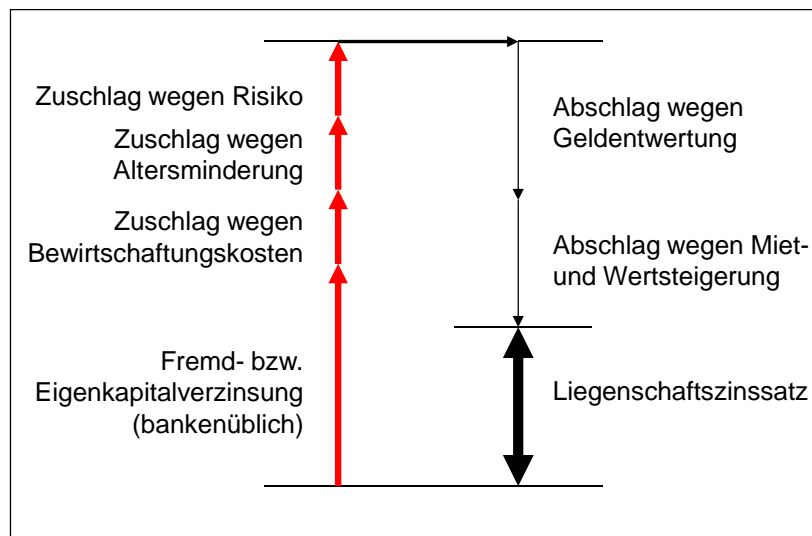 Zuschlag wegen Risiko
Zuschlag wegen
Altersminderung
Zuschlag wegen
Bewirtschaftungskosten
Fremd- bzw.
Eigenkapitalverzinsung
(bankenüblich)
Abschlag wegen
Geldentwertung
Abschlag wegen Miet-
und Wertsteigerung
Liegenschaftszinssatz